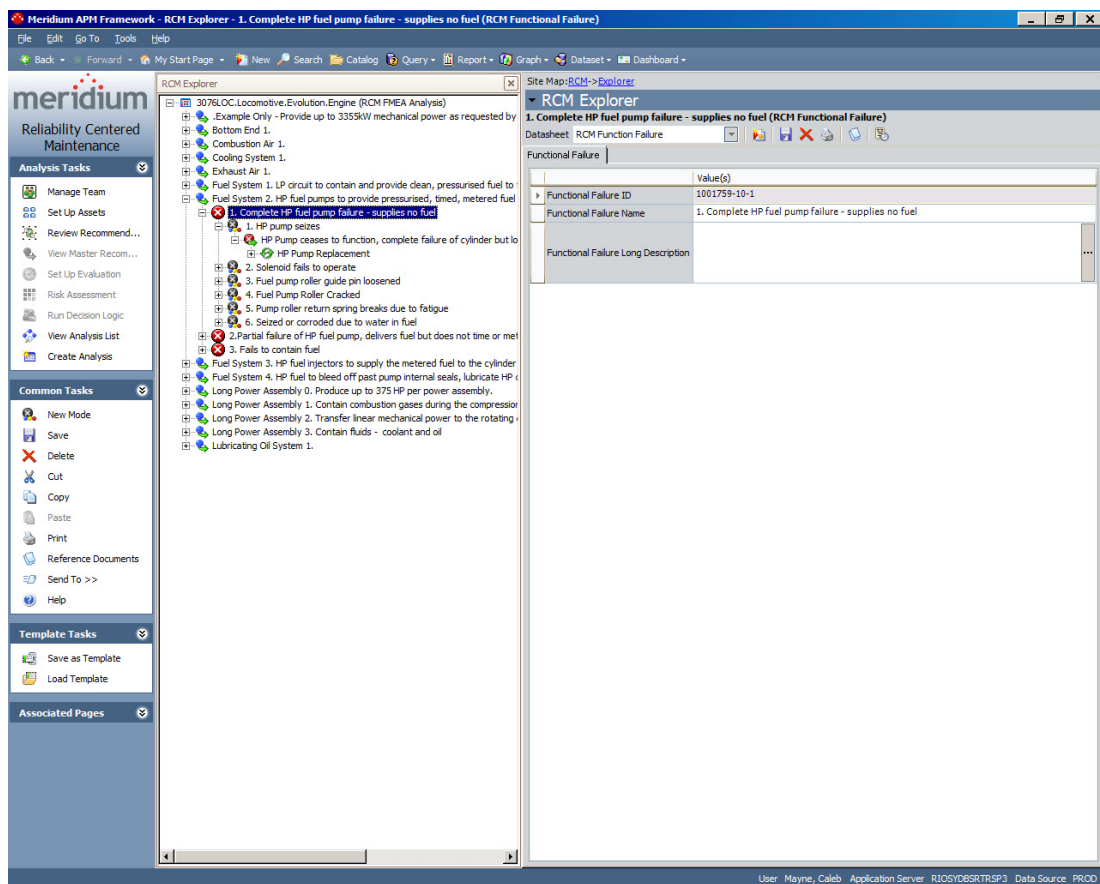 Meridium APM Framework - RCM Explorer - 1. Complete HP fuel pump failure - supplies no fuel (RCM Functional Failure)
File Edit Go To Tools Help
Back Forward My Start Page New Search Catalog Query Report Graph Dataset Dashboard
meridium
Reliability Centered
Maintenance
Analysis Tasks
Manage Team
Set Up Assets
Review Recommend...
View Master Recom...
Set Up Evaluation
Risk Assessment
Run Decision Logic
View Analysis List
Create Analysis
Common Tasks
New Mode
Save
Delete
Cut
Copy
Paste
Print
Reference Documents
Send To >>
Help
Template Tasks
Save as Template
Load Template
Associated Pages
RCM Explorer
3076LOC.Locomotive.Evolution.Engine (RCM FMEA Analysis)
.Example Only - Provide up to 3355kW mechanical power as requested by
Bottom End 1.
Combustion Air 1.
Cooling System 1.
Exhaust Air 1.
Fuel System 1. LP circuit to contain and provide clean, pressurised fuel to
Fuel System 2. HP fuel pumps to provide pressurised, timed, metered fuel
1. Complete HP fuel pump failure - supplies no fuel
1. HP pump seizes
HP Pump ceases to function, complete failure of cylinder but lo
HP Pump Replacement
2. Solenoid fails to operate
3. Fuel pump roller guide pin loosened
4. Fuel Pump Roller Cracked
5. Pump roller return spring breaks due to fatigue
6. Seized or corroded due to water in fuel
2.Partial failure of HP fuel pump, delivers fuel but does not time or met
3. Fails to contain fuel
Fuel System 3. HP fuel injectors to supply the metered fuel to the cylinder
Fuel System 4. HP fuel to bleed off past pump internal seals, lubricate HP
Long Power Assembly 0. Produce up to 375 HP per power assembly.
Long Power Assembly 1. Contain combustion gases during the compression
Long Power Assembly 2. Transfer linear mechanical power to the rotating
Long Power Assembly 3. Contain fluids - coolant and oil
Lubricating Oil System 1.
Site Map:RCM->Explorer
RCM Explorer
1. Complete HP fuel pump failure - supplies no fuel (RCM Functional Failure)
Datasheet RCM Function Failure
Functional Failure
Value(s)
Functional Failure ID 1001759-10-1
Functional Failure Name 1. Complete HP fuel pump failure - supplies no fuel
Functional Failure Long Description ...
User Mayne, Caleb Application Server RIOSYDBSRTRSP3 Data Source PROD